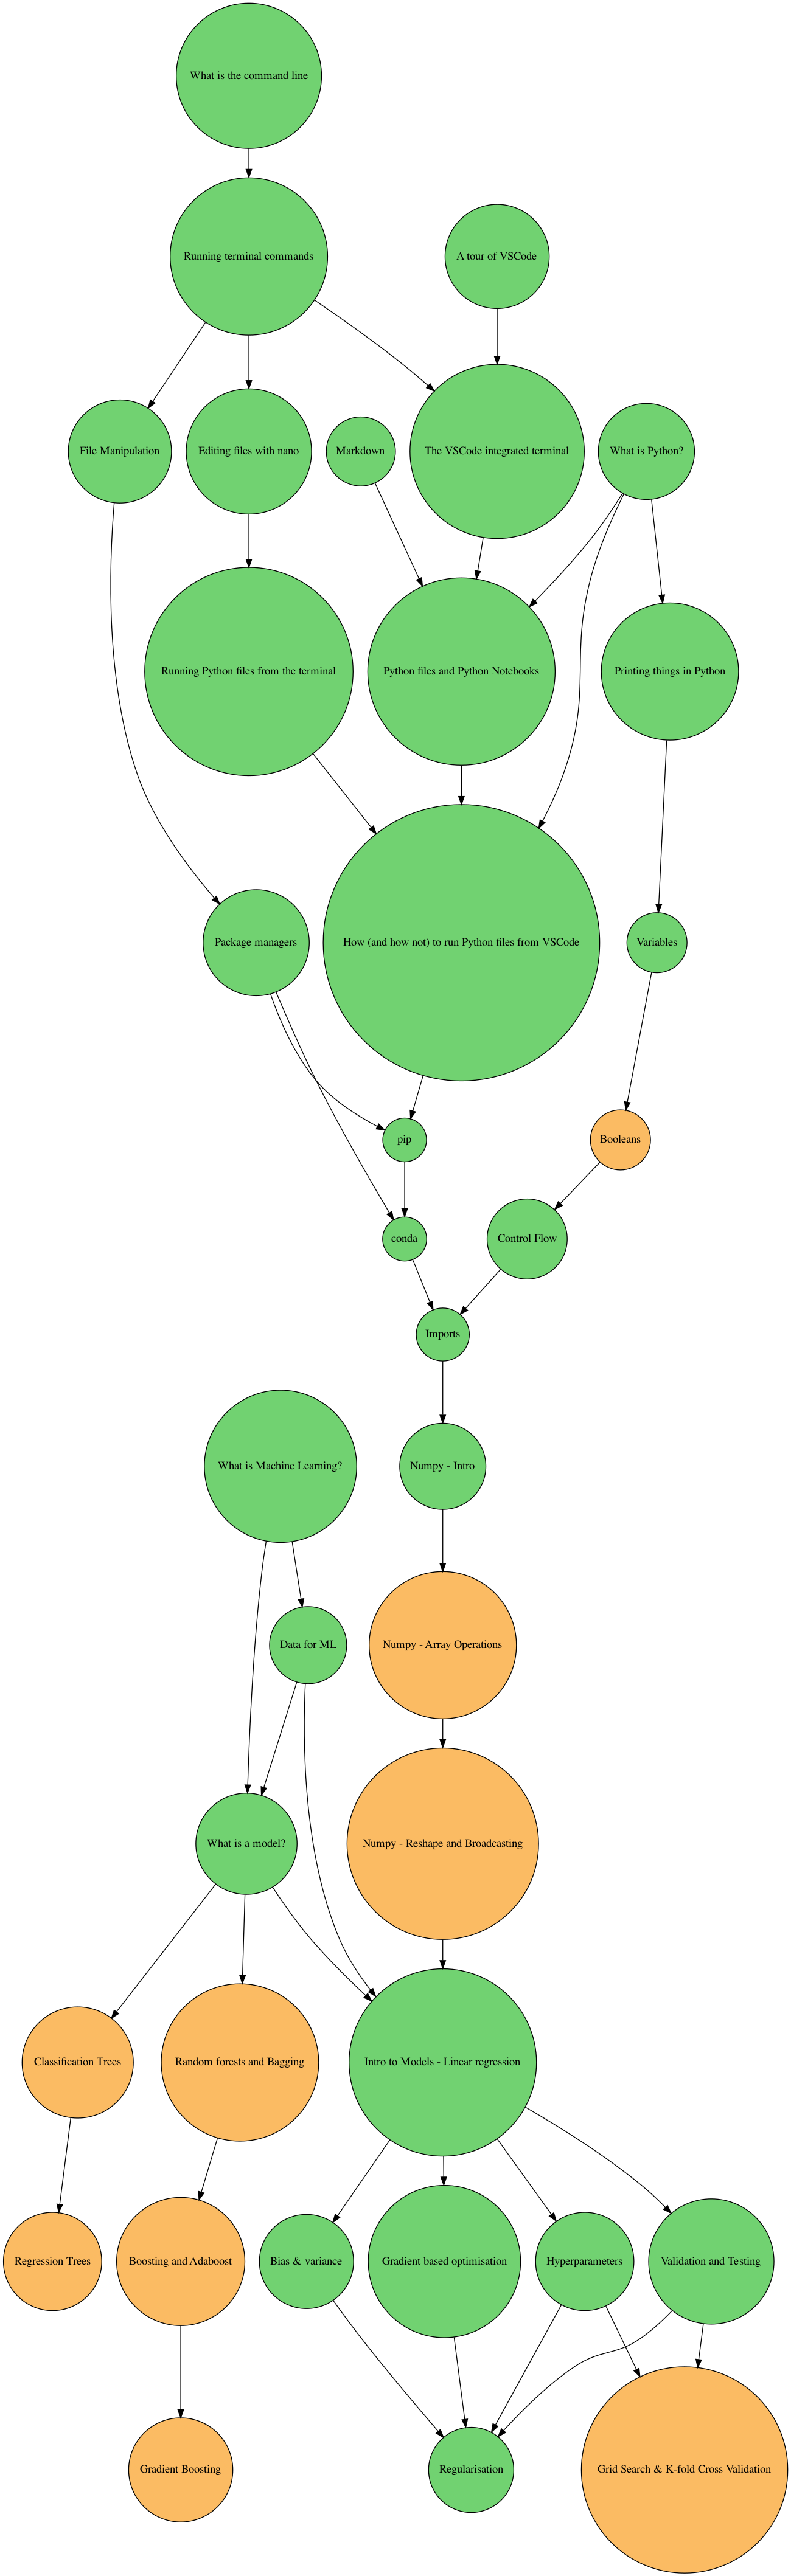 What is the command line
Running terminal commands
A tour of VSCode
File Manipulation
Editing files with nano
Markdown
The VSCode integrated terminal
What is Python?
Running Python files from the terminal
Python files and Python Notebooks
Printing things in Python
Package managers
How (and how not) to run Python files from VSCode
Variables
pip
Booleans
conda
Control Flow
Imports
What is Machine Learning?
Numpy - Intro
Data for ML
Numpy - Array Operations
What is a model?
Numpy - Reshape and Broadcasting
Classification Trees
Random forests and Bagging
Intro to Models - Linear regression
Regression Trees
Boosting and Adaboost
Bias & variance
Gradient based optimisation
Hyperparameters
Validation and Testing
Gradient Boosting
Regularisation
Grid Search & K-fold Cross Validation